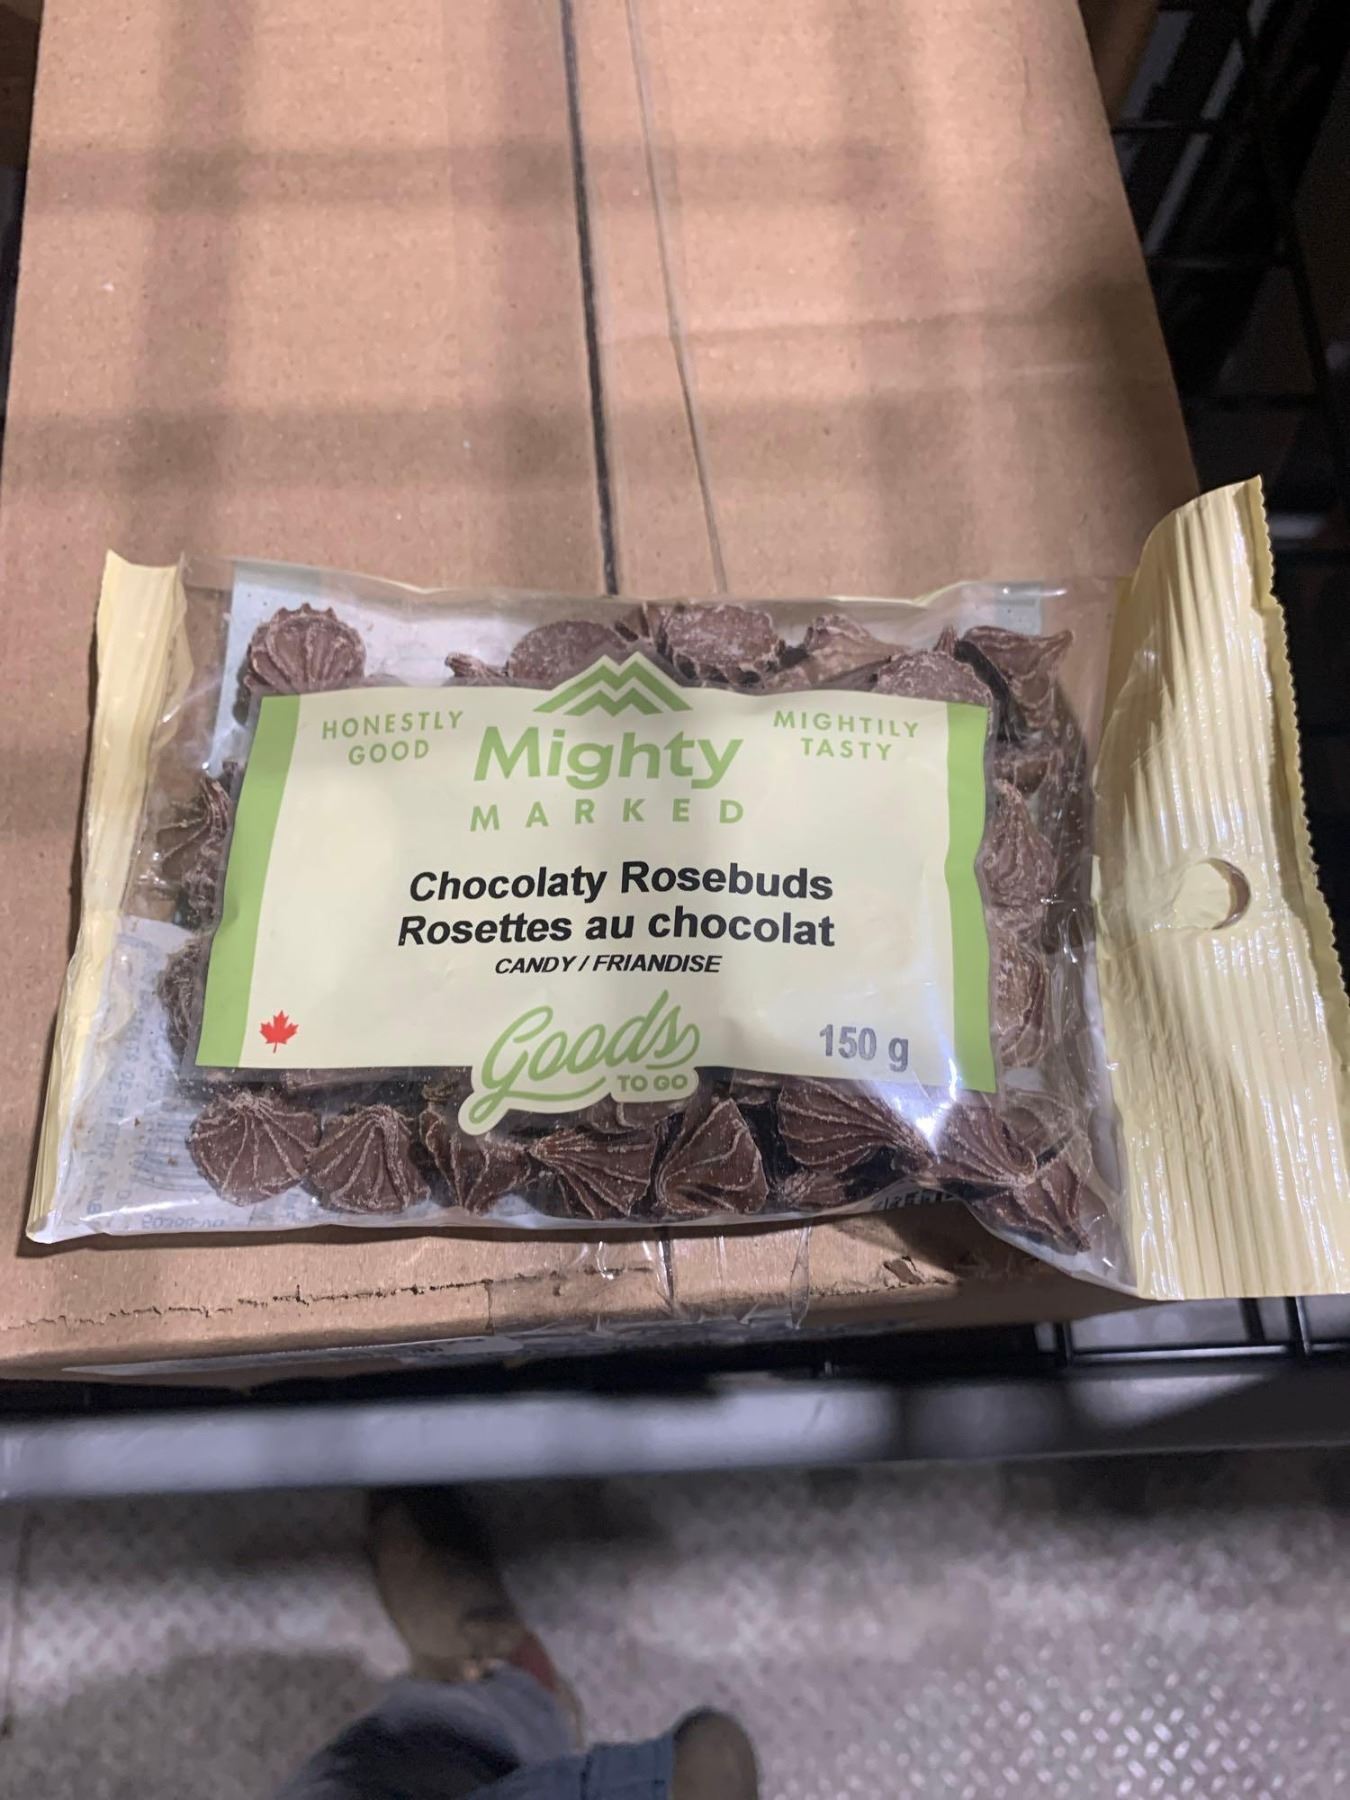 HONESTLY GOOD
MIGHTILY TASTY
Mighty
MARKED
Chocolaty Rosebuds
Rosettes au chocolat
CANDY / FRIANDISE
Goods
TO GO
150 g